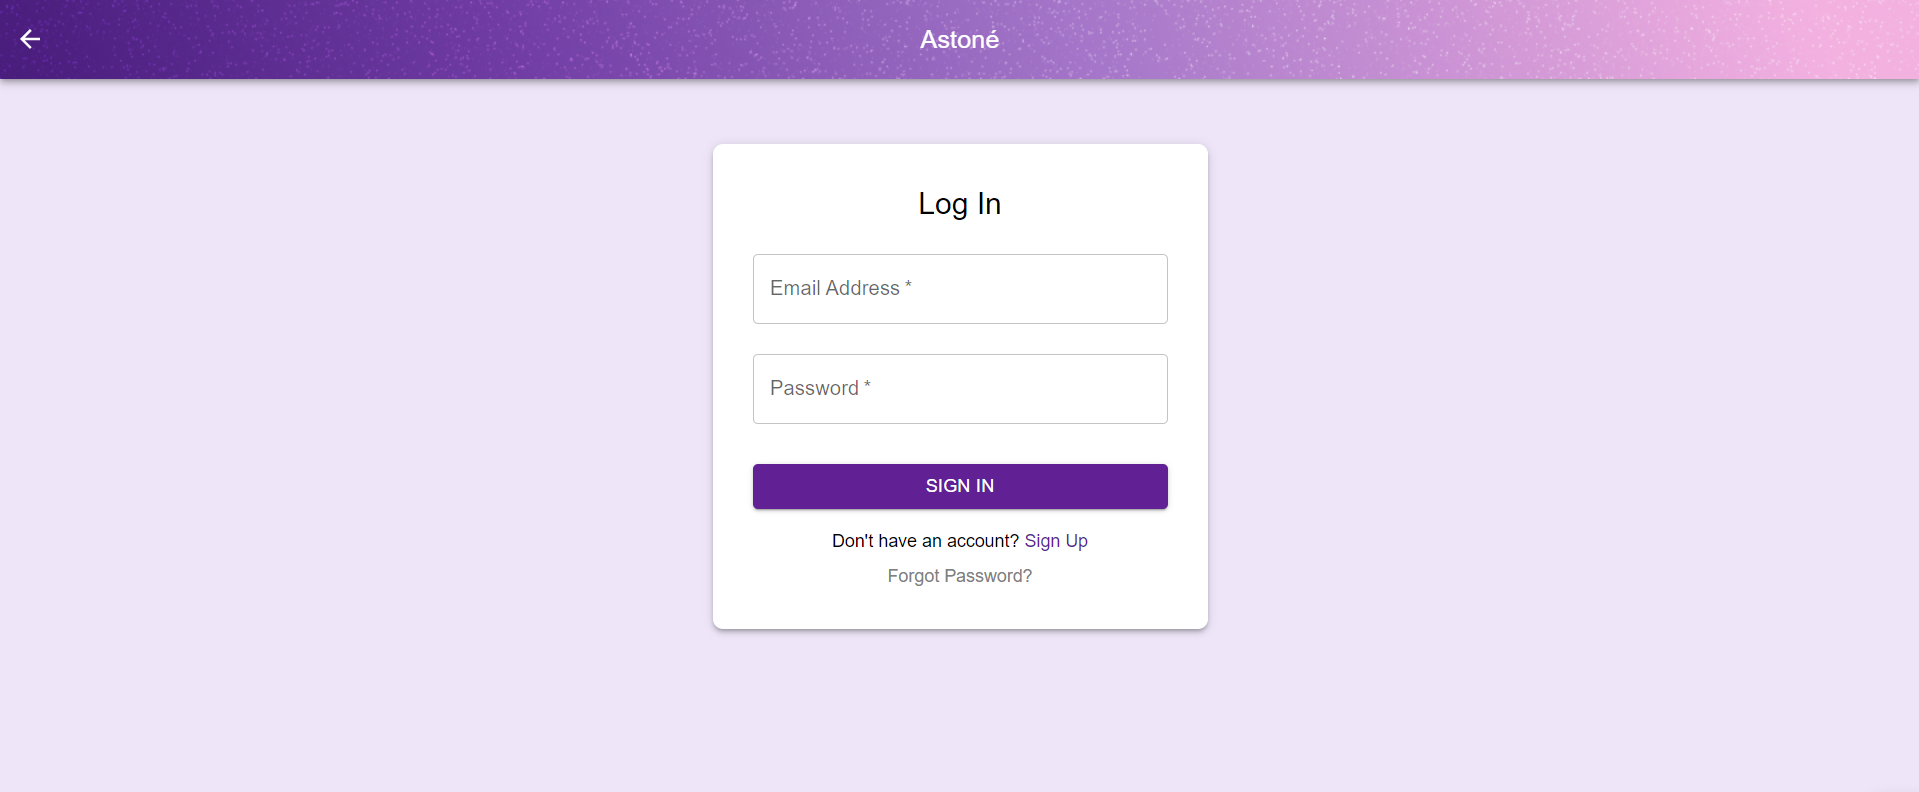 Astoné
Log In
Email Address *
Password *
SIGN IN
Don't have an account? Sign Up
Forgot Password?